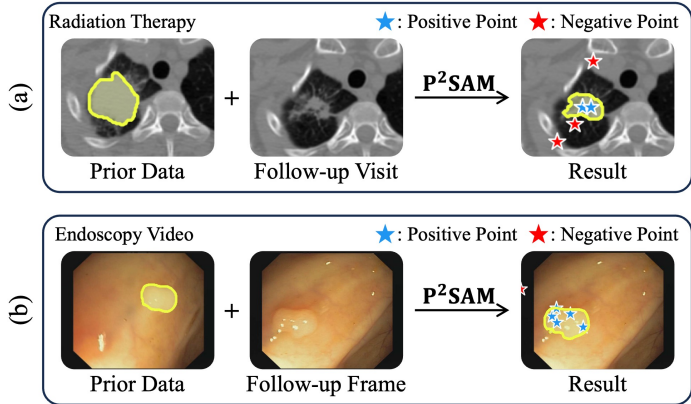 (a)
Radiation Therapy
★: Positive Point ★: Negative Point
+
P²SAM
Prior Data
Follow-up Visit
Result
(b)
Endoscopy Video
★: Positive Point ★: Negative Point
+
P²SAM
Prior Data
Follow-up Frame
Result